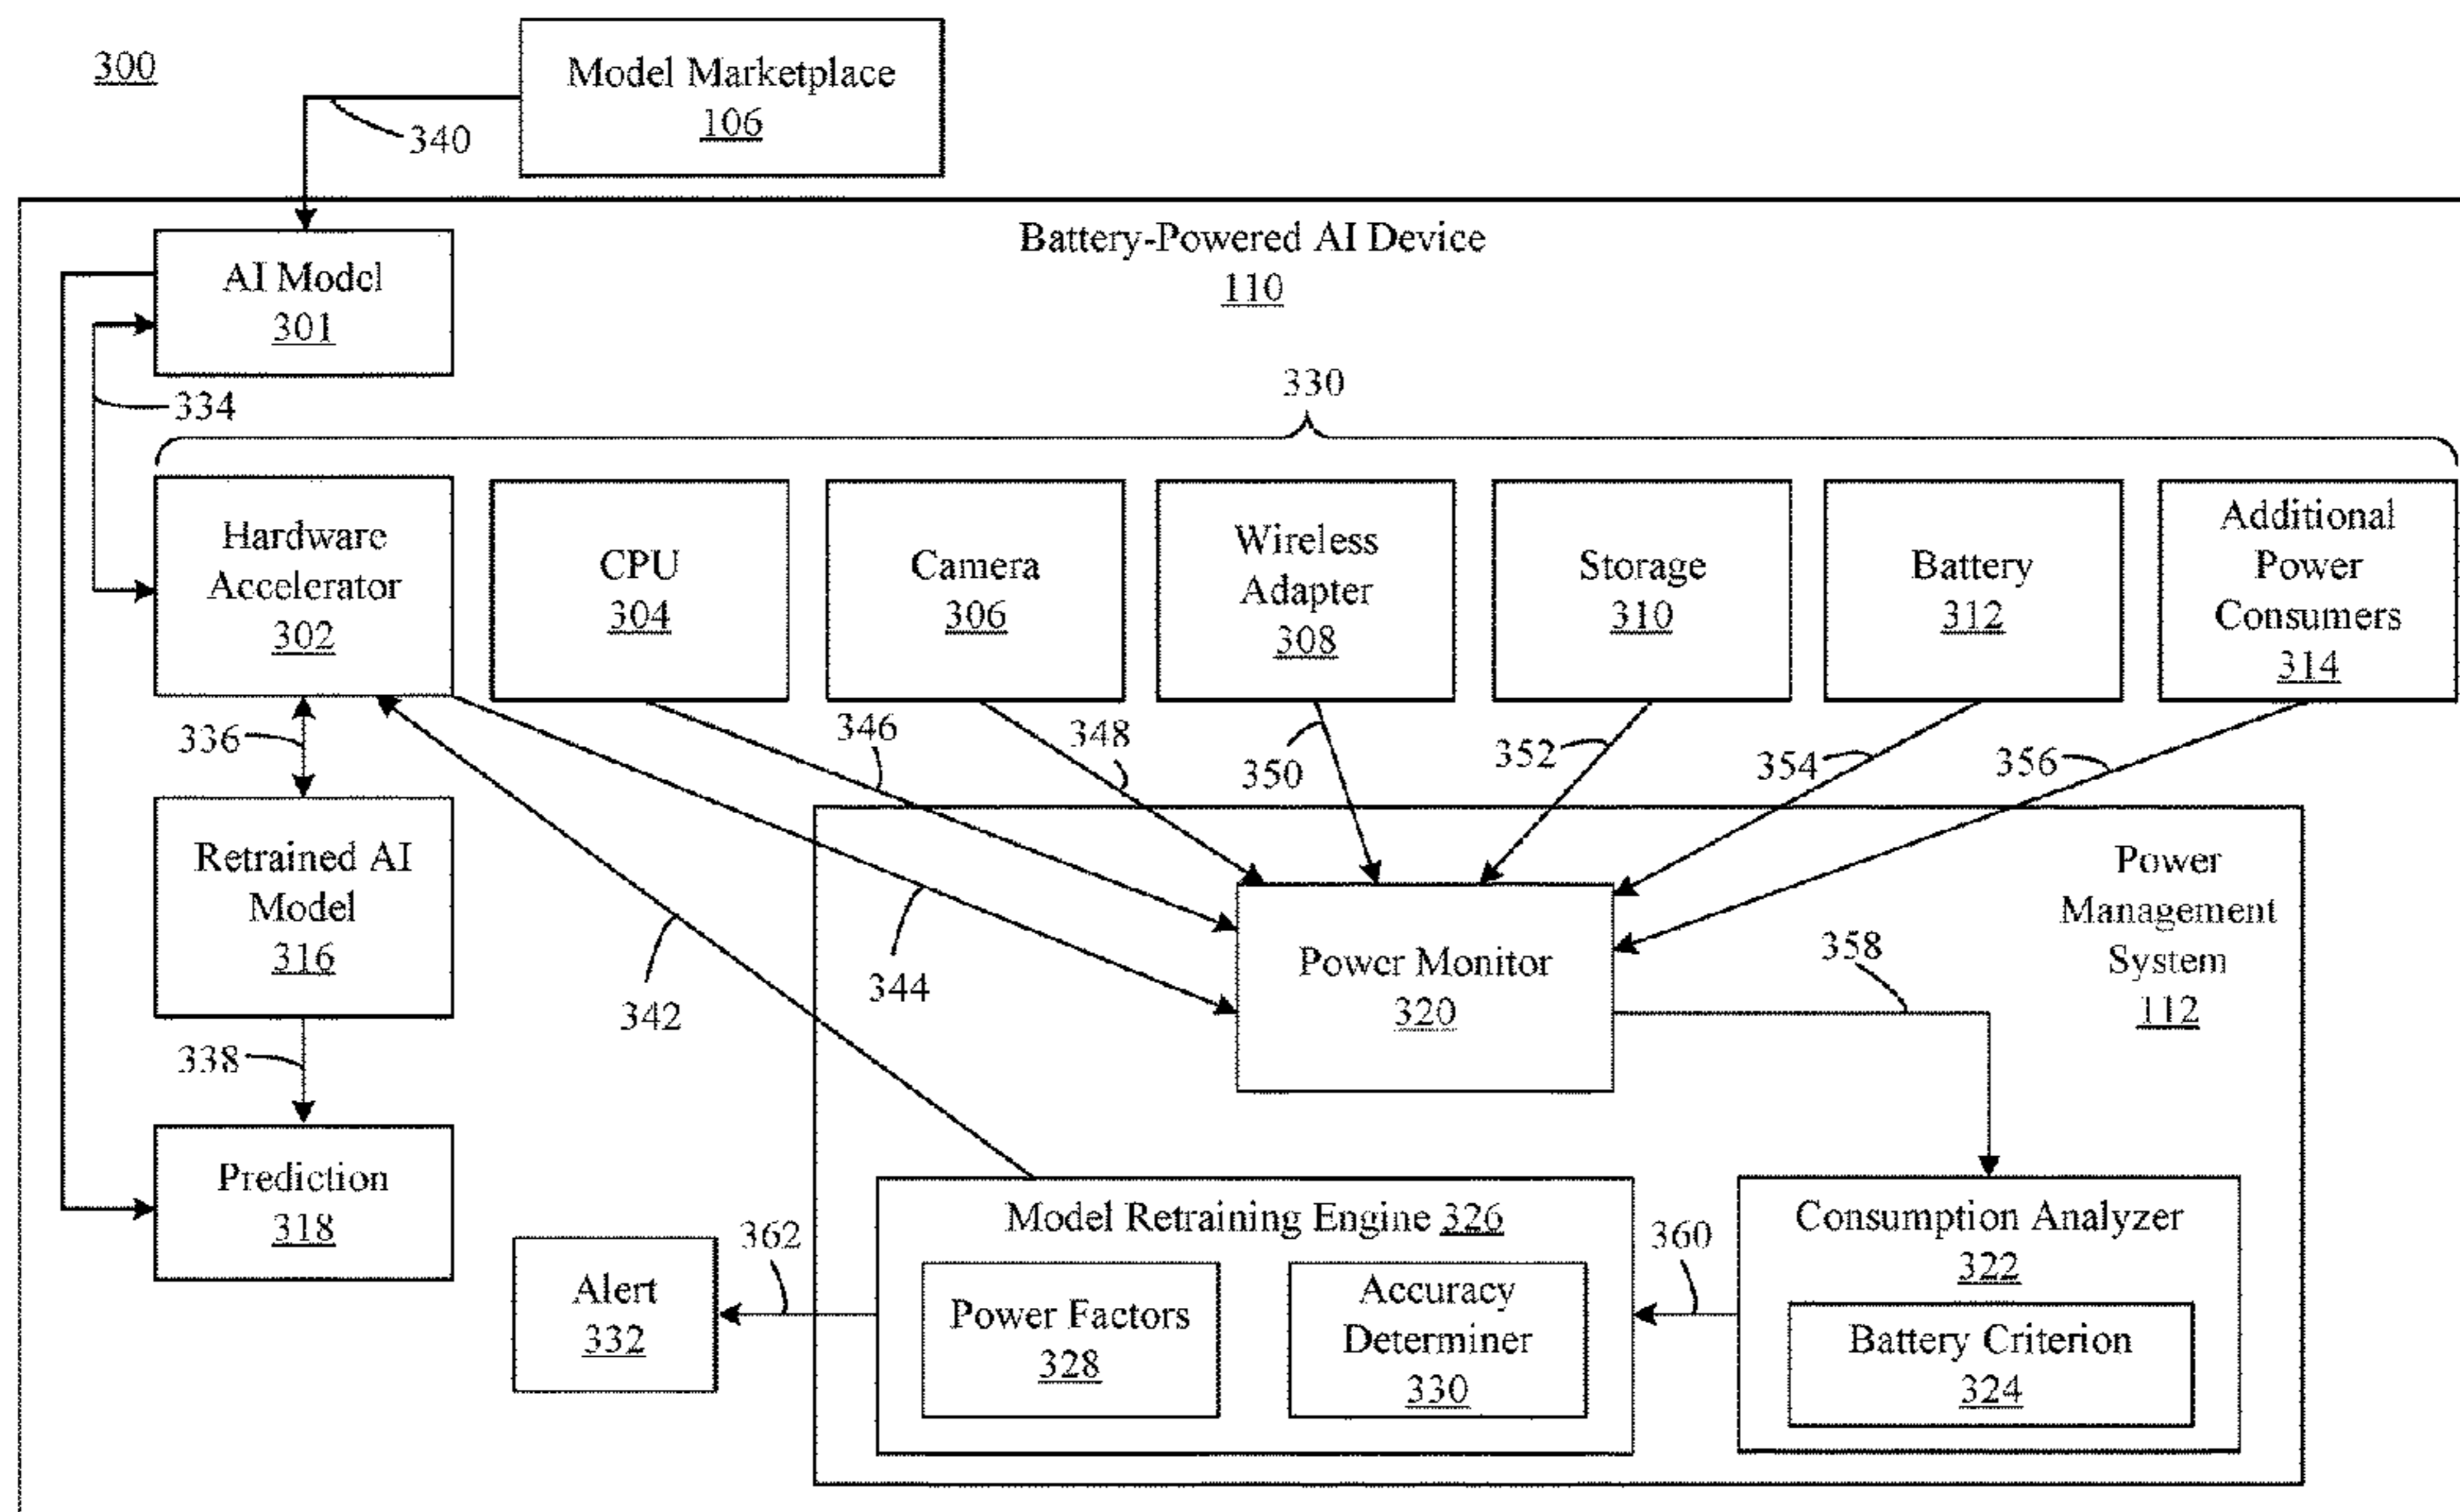 300
Model Marketplace
106
340
Battery-Powered AI Device
110
AI Model
301
334
330
Hardware
Accelerator
302
CPU
304
Camera
306
Wireless
Adapter
308
Storage
310
Battery
312
Additional
Power
Consumers
314
336
346
348
350
352
354
356
Retrained AI
Model
316
342
344
Power Monitor
320
358
Power
Management
System
112
338
Prediction
318
Alert
332
362
Model Retraining Engine 326
Power Factors
328
Accuracy
Determiner
330
360
Consumption Analyzer
322
Battery Criterion
324